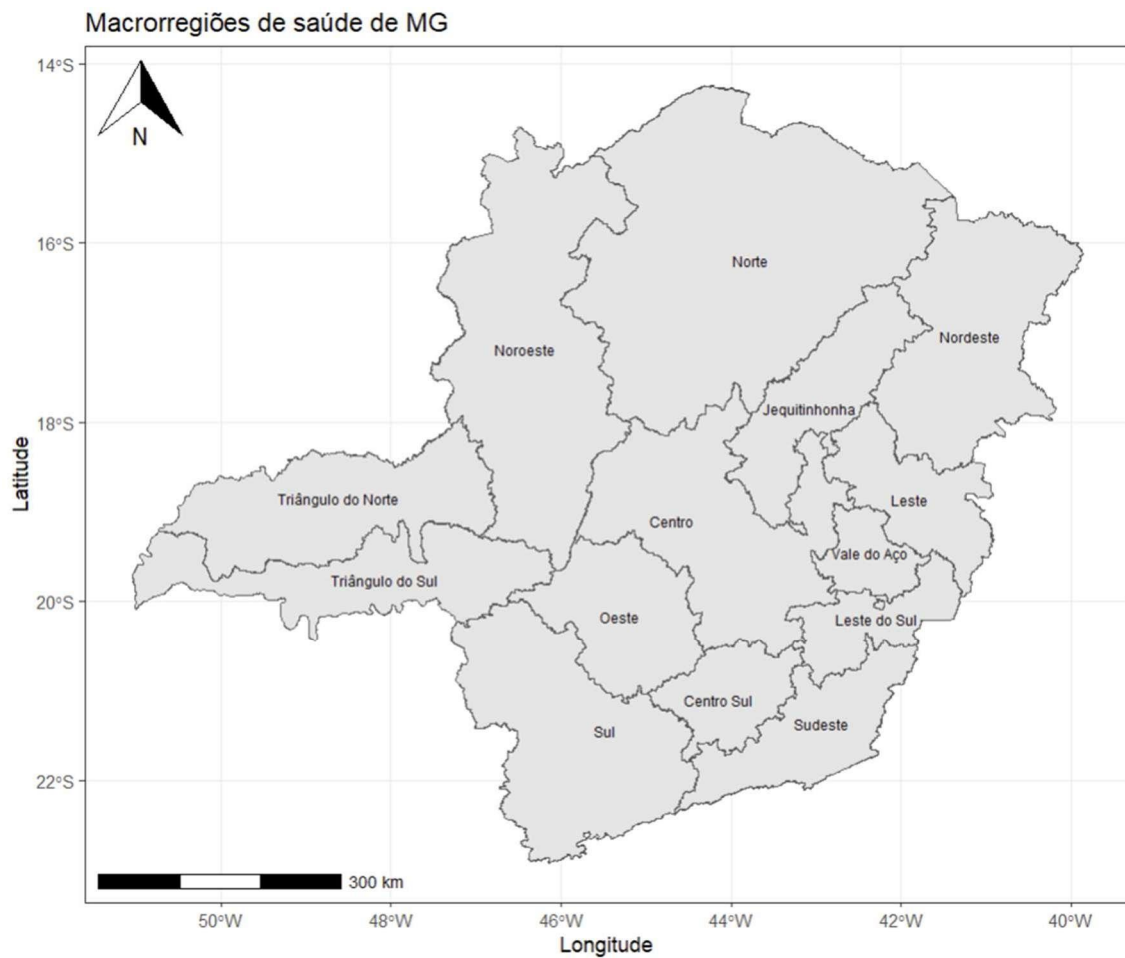 Macrorregiões de saúde de MG
14°S
N
16°S
Norte
Nordeste
Noroeste
Jequitinhonha
18°S
Latitude
Triângulo do Norte
Leste
Centro
Vale do Aço
Triângulo do Sul
20°S
Oeste
Leste do Sul
Centro Sul
Sudeste
Sul
22°S
300 km
50°W
48°W
46°W
44°W
42°W
40°W
Longitude